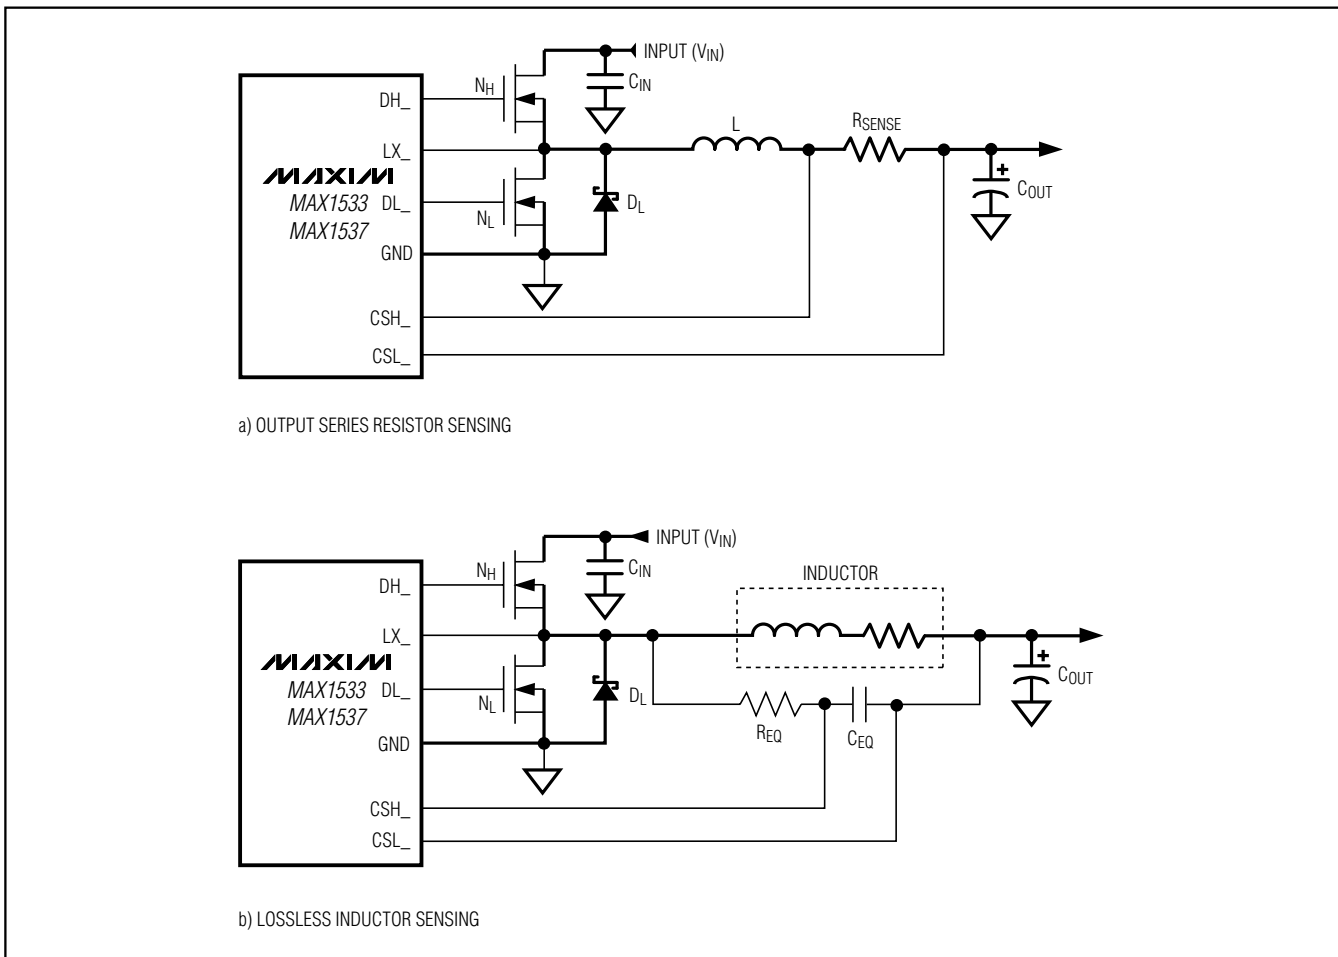 INPUT (VIN)
CIN
NH
DH_
L
RSENSE
LX_
MAXIM
MAX1533
MAX1537
DL_
NL
DL
+
COUT
GND
CSH_
CSL_
a) OUTPUT SERIES RESISTOR SENSING
INPUT (VIN)
CIN
NH
DH_
INDUCTOR
LX_
MAXIM
MAX1533
MAX1537
DL_
NL
DL
+
COUT
REQ
CEQ
GND
CSH_
CSL_
b) LOSSLESS INDUCTOR SENSING